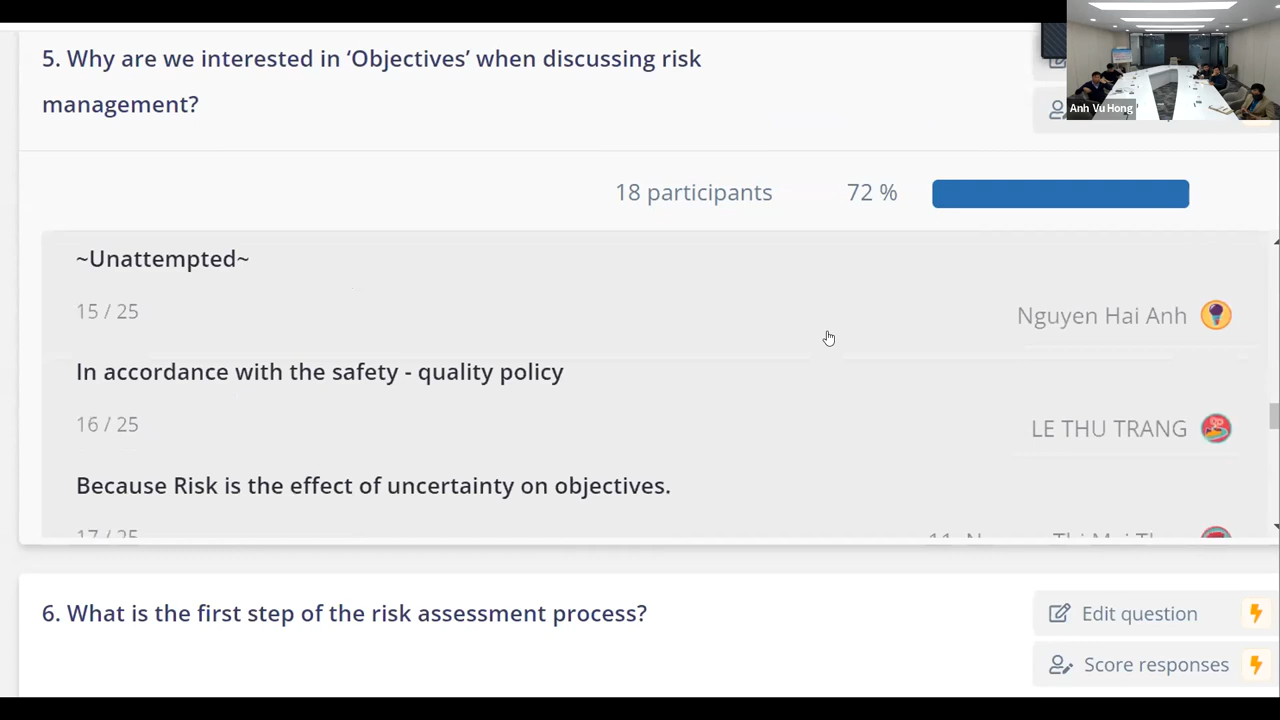 5. Why are we interested in ‘Objectives’ when discussing risk
management?
Anh Vu Hong
18 participants
72 %
~Unattempted~
15 / 25
Nguyen Hai Anh
In accordance with the safety - quality policy
16 / 25
LE THU TRANG
Because Risk is the effect of uncertainty on objectives.
17 / 25
6. What is the first step of the risk assessment process?
Edit question
Score responses